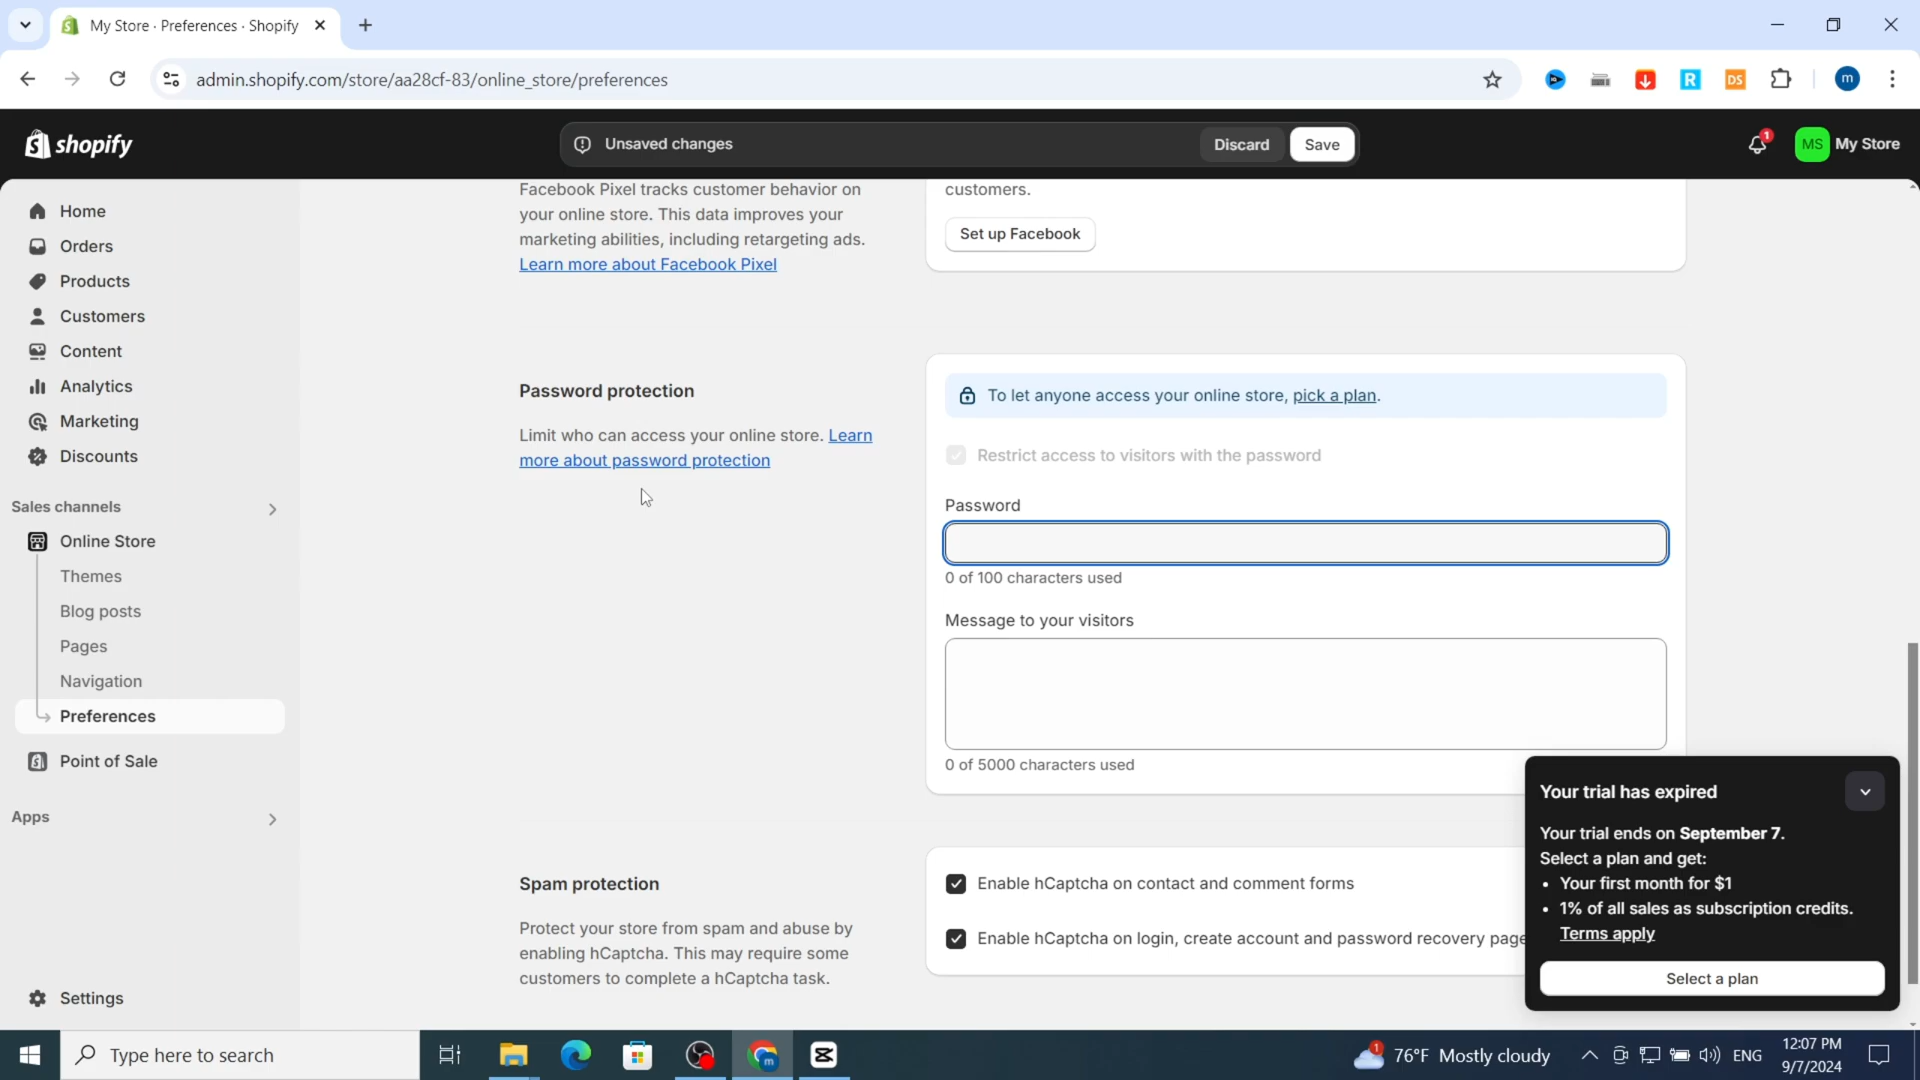 My Store · Preferences · Shopify
admin.shopify.com/store/aa28cf-83/online_store/preferences
R
DS
m
shopify
Unsaved changes
Discard
Save
1
MS
My Store
Home
Orders
Products
Customers
Content
Analytics
Marketing
Discounts
Sales channels
Online Store
Themes
Blog posts
Pages
Navigation
Preferences
Point of Sale
Apps
Settings
Facebook Pixel tracks customer behavior on
your online store. This data improves your
marketing abilities, including retargeting ads.
Learn more about Facebook Pixel
customers.
Set up Facebook
Password protection
Limit who can access your online store. Learn
more about password protection
To let anyone access your online store, pick a plan.
Restrict access to visitors with the password
Password
0 of 100 characters used
Message to your visitors
0 of 5000 characters used
Spam protection
Protect your store from spam and abuse by
enabling hCaptcha. This may require some
customers to complete a hCaptcha task.
Enable hCaptcha on contact and comment forms
Enable hCaptcha on login, create account and password recovery page
Your trial has expired
Your trial ends on September 7.
Select a plan and get:
• Your first month for $1
• 1% of all sales as subscription credits.
Terms apply
Select a plan
Type here to search
m
1
76°F Mostly cloudy
ENG
12:07 PM
9/7/2024